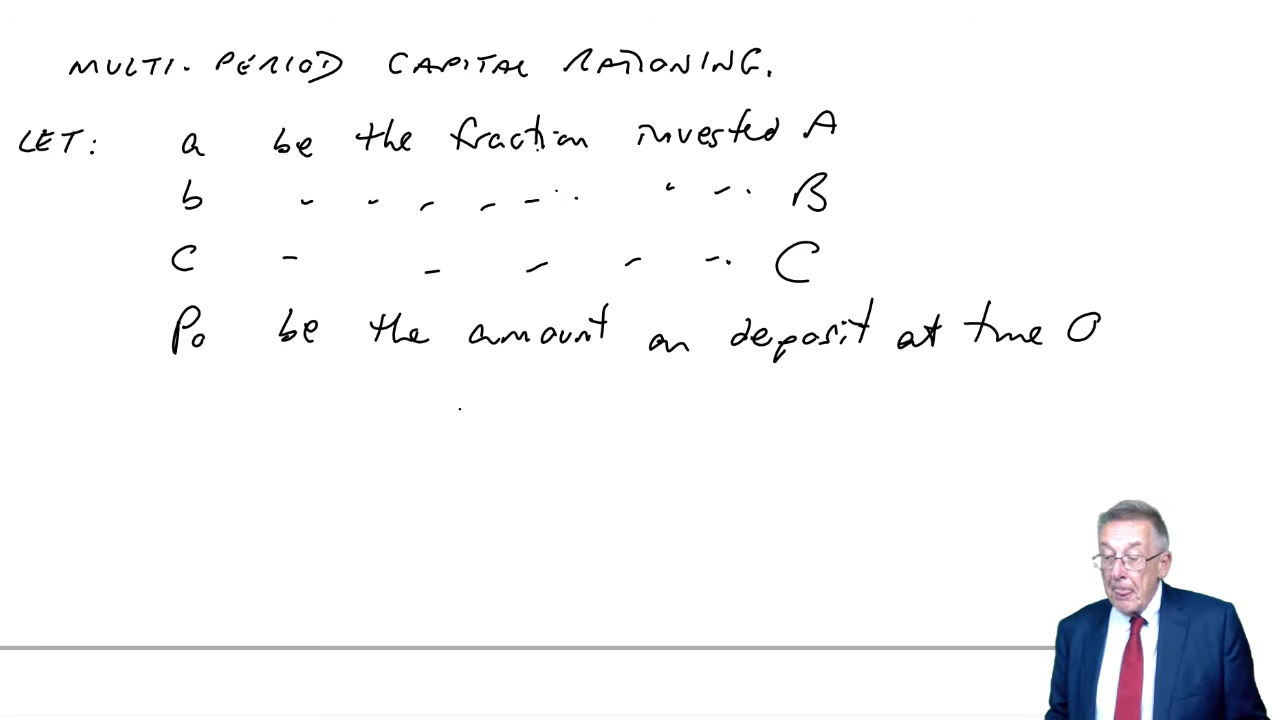 MULTI-PERIOD CAPITAL RATIONING.
LET: a be the fraction invested A
b " " " " " " " B
c " " " " " C
P0 be the amount on deposit at time 0